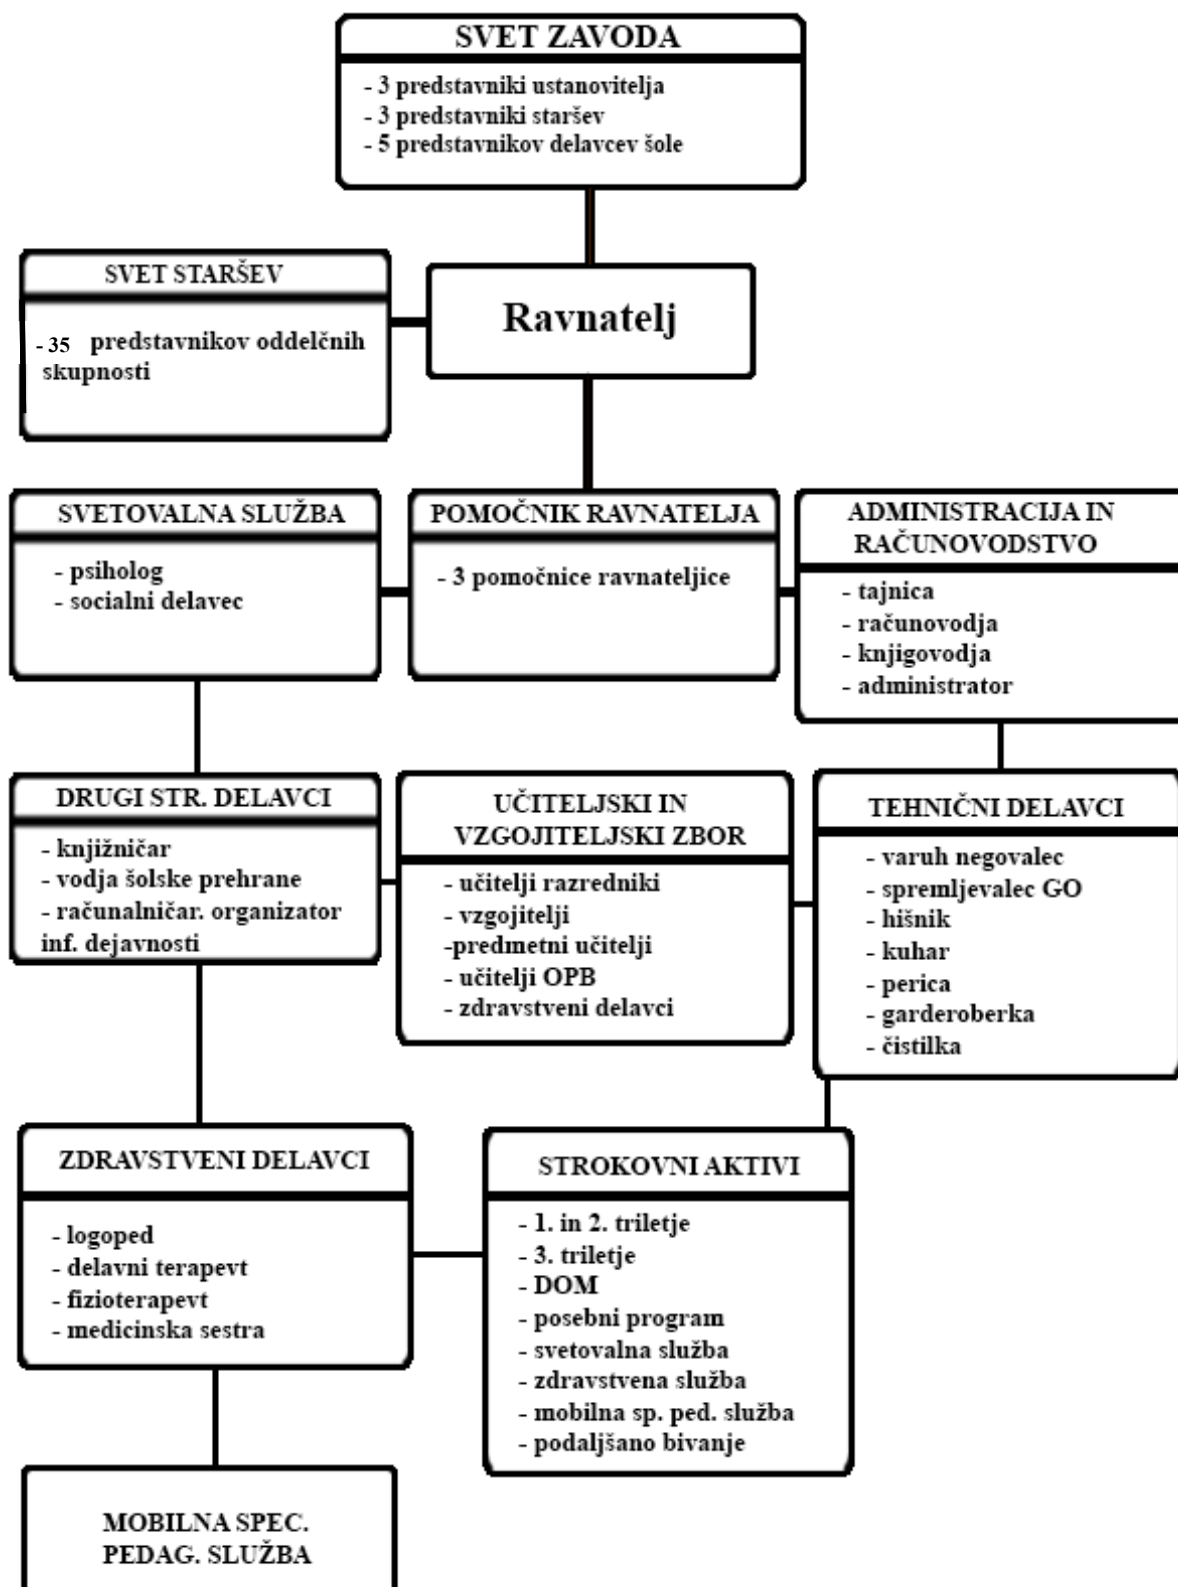 SVET ZAVODA
- 3 predstavniki ustanovitelja
- 3 predstavniki staršev
- 5 predstavnikov delavcev šole
SVET STARŠEV
- 35 predstavnikov oddelčnih
skupnosti
Ravnatelj
SVETOVALNA SLUŽBA
- psiholog
- socialni delavec
POMOČNIK RAVNATELJA
- 3 pomočnice ravnateljice
ADMINISTRACIJA IN
RAČUNOVODSTVO
- tajnica
- računovodja
- knjigovodja
- administrator
DRUGI STR. DELAVCI
- knjižničar
- vodja šolske prehrane
- računalničar. organizator
inf. dejavnosti
UČITELJSKI IN
VZGOJITELJSKI ZBOR
- učitelji razredniki
- vzgojitelji
-predmetni učitelji
- učitelji OPB
- zdravstveni delavci
TEHNIČNI DELAVCI
- varuh negovalec
- spremljevalec GO
- hišnik
- kuhar
- perica
- garderoberka
- čistilka
ZDRAVSTVENI DELAVCI
- logoped
- delavni terapevt
- fizioterapevt
- medicinska sestra
STROKOVNI AKTIVI
- 1. in 2. triletje
- 3. triletje
- DOM
- posebni program
- svetovalna služba
- zdravstvena služba
- mobilna sp. ped. služba
- podaljšano bivanje
MOBILNA SPEC.
PEDAG. SLUŽBA